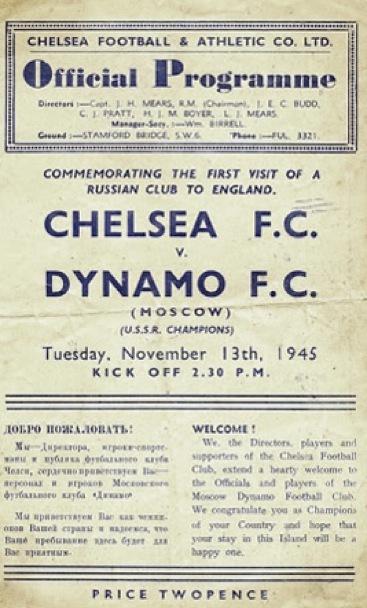 CHELSEA FOOTBALL & ATHLETIC CO. LTD.
Official Programme
Directors :—Capt. J. H. MEARS, R.M. (Chairman), J. E. C. BUDD,
C. J. PRATT, H. J. M. BOYER, L. J. MEARS.
Manager-Secy. :—Wm. BIRRELL.
Ground :—STAMFORD BRIDGE, S.W.6. 'Phone :—FUL. 3321.
COMMEMORATING THE FIRST VISIT OF A
RUSSIAN CLUB TO ENGLAND.
CHELSEA F.C.
V.
DYNAMO F.C.
(MOSCOW)
(U.S.S.R. CHAMPIONS)
Tuesday, November 13th, 1945
KICK OFF 2.30 P.M.
ДОБРО ПОЖАЛОВАТЬ!
Мы—Директора, игроки-спортс-
маны и публика футбального клуба
Челси, сердечно приветствуем Вас—
персонал и игроков Московского
футбольного клуба «Динамо»
Мы приветствуем Вас как чемпи-
онов Вашей страны и надеемся, что
Ваше пребывание здесь будет для
Вас приятным.
WELCOME !
We, the Directors, players and
supporters of the Chelsea Football
Club, extend a hearty welcome to
the Officials and players of the
Moscow Dynamo Football Club.
We congratulate you as Champions
of your Country and hope that
your stay in this Island will be a
happy one.
PRICE TWOPENCE